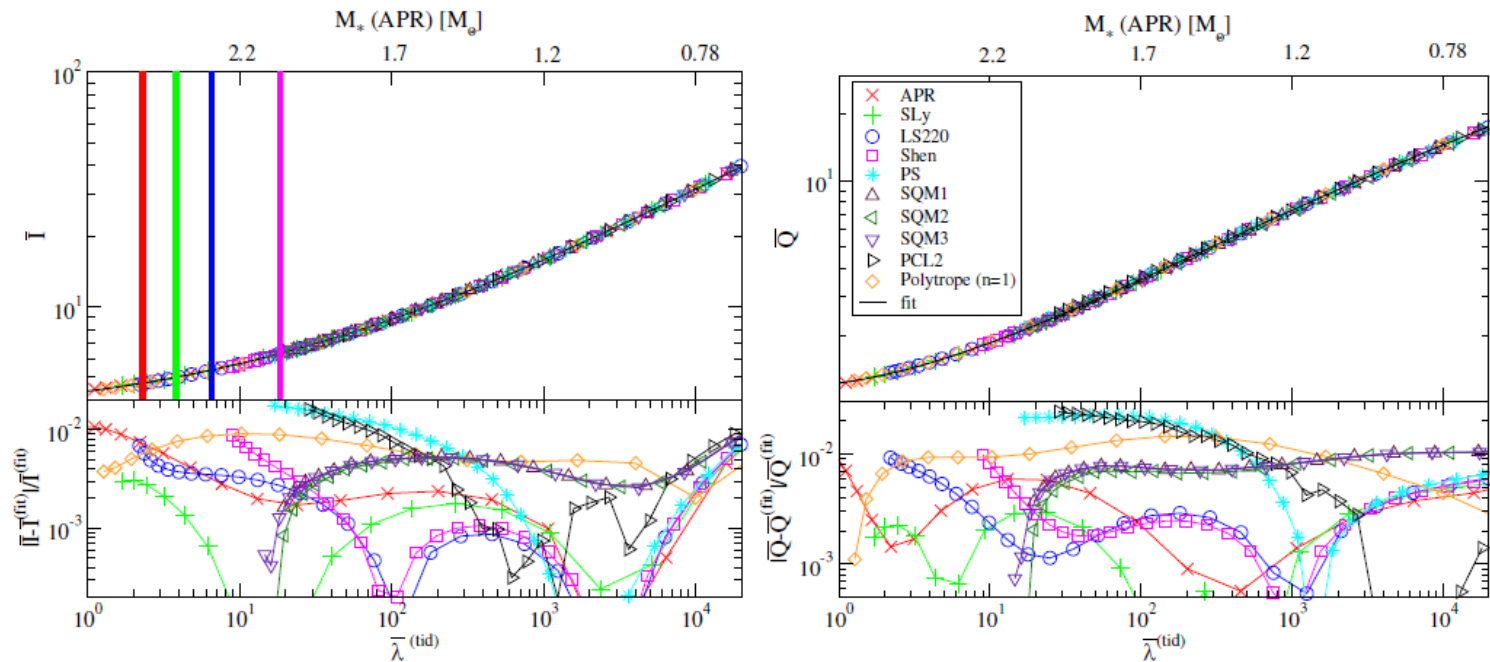 M⁎ (APR) [M⊙]
2.2 1.7 1.2 0.78
10²
10¹
Ī
10⁻²
10⁻³
|Ī-Ī⁽ᶠⁱᵗ⁾|/Ī⁽ᶠⁱᵗ⁾
10⁰ 10¹ 10² 10³ 10⁴
λ̄⁽ᵗⁱᵈ⁾
M⁎ (APR) [M⊙]
2.2 1.7 1.2 0.78
APR
SLy
LS220
Shen
PS
SQM1
SQM2
SQM3
PCL2
Polytrope (n=1)
fit
10¹
Q̄
10⁻²
10⁻³
|Q̄-Q̄⁽ᶠⁱᵗ⁾|/Q̄⁽ᶠⁱᵗ⁾
10⁰ 10¹ 10² 10³ 10⁴
λ̄⁽ᵗⁱᵈ⁾